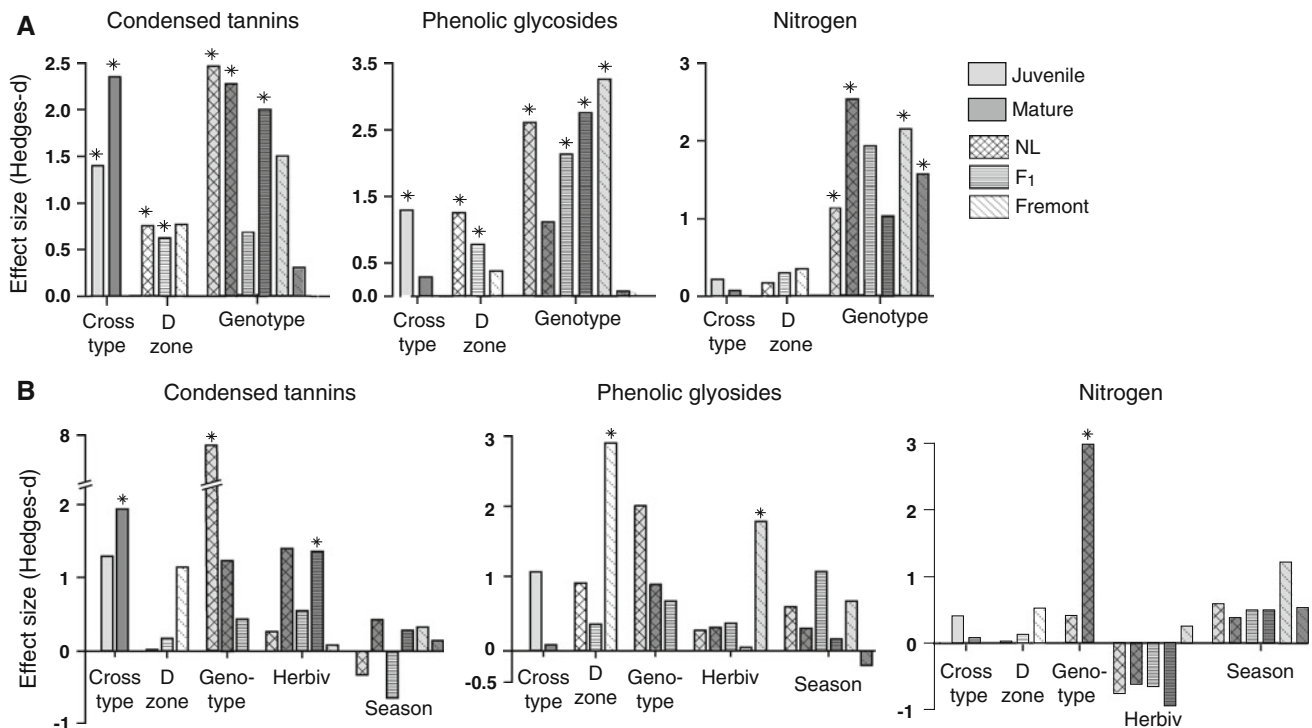 A
Condensed tannins
Phenolic glycosides
Nitrogen
Effect size (Hedges-d)
2.5
2.0
1.5
1.0
0.5
0.0
* * * * * * *
Cross type
D zone
Genotype
3.5
2.5
1.5
0.5
0.0
* * * * * * *
Cross type
D zone
Genotype
3
2
1
0
* * * *
Cross type
D zone
Genotype
Juvenile
Mature
NL
F1
Fremont
B
Condensed tannins
Phenolic glyosides
Nitrogen
Effect size (Hedges-d)
8
2
1
0
-1
* * *
Cross type
D zone
Geno-
type
Herbiv
Season
3
2
1
0
-0.5
* *
Cross type
D zone
Geno-
type
Herbiv
Season
3
2
1
0
-1
*
Cross type
D zone
Geno-
type
Herbiv
Season